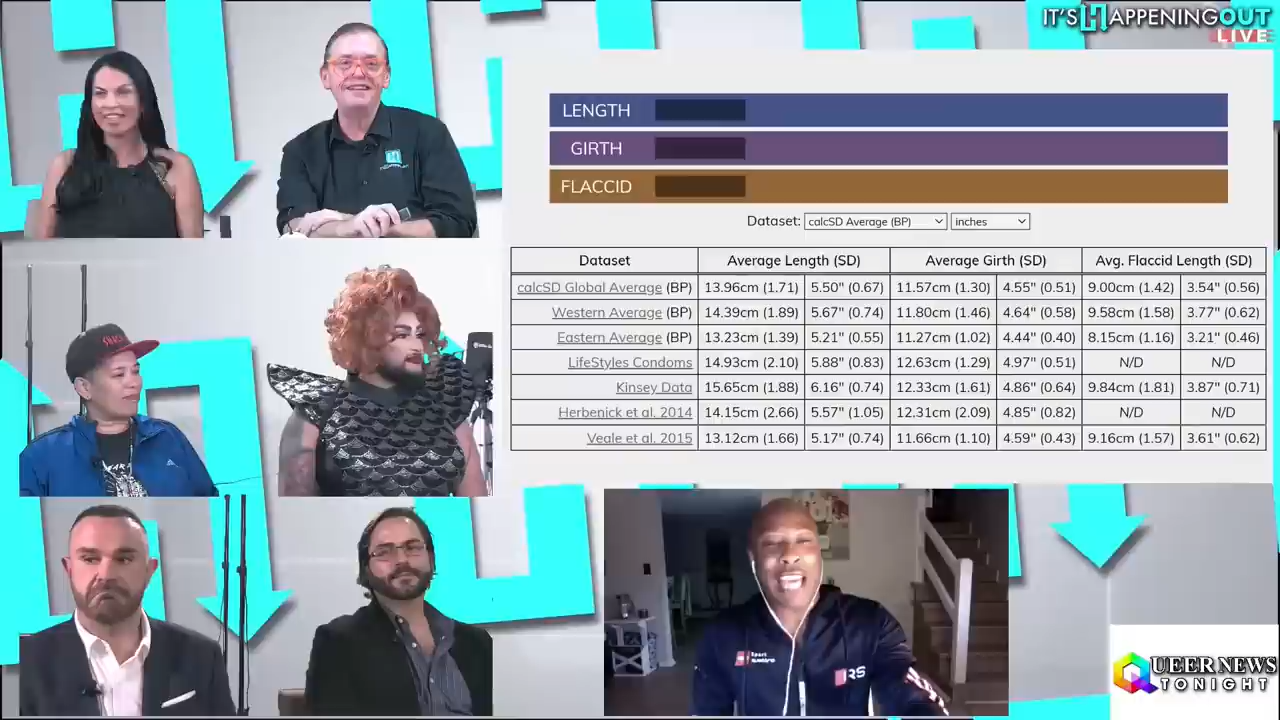 IT'S HAPPENINGOUT
LIVE
LENGTH
GIRTH
FLACCID
Dataset: calcSD Average (BP) inches
Dataset Average Length (SD) Average Girth (SD) Avg. Flaccid Length (SD)
calcSD Global Average (BP) 13.96cm (1.71) 5.50" (0.67) 11.57cm (1.30) 4.55" (0.51) 9.00cm (1.42) 3.54" (0.56)
Western Average (BP) 14.39cm (1.89) 5.67" (0.74) 11.80cm (1.46) 4.64" (0.58) 9.58cm (1.58) 3.77" (0.62)
Eastern Average (BP) 13.23cm (1.39) 5.21" (0.55) 11.27cm (1.02) 4.44" (0.40) 8.15cm (1.16) 3.21" (0.46)
LifeStyles Condoms 14.93cm (2.10) 5.88" (0.83) 12.63cm (1.29) 4.97" (0.51) N/D N/D
Kinsey Data 15.65cm (1.88) 6.16" (0.74) 12.33cm (1.61) 4.86" (0.64) 9.84cm (1.81) 3.87" (0.71)
Herbenick et al. 2014 14.15cm (2.66) 5.57" (1.05) 12.31cm (2.09) 4.85" (0.82) N/D N/D
Veale et al. 2015 13.12cm (1.66) 5.17" (0.74) 11.66cm (1.10) 4.59" (0.43) 9.16cm (1.57) 3.61" (0.62)
Sport
RS
QUEER NEWS
TONIGHT